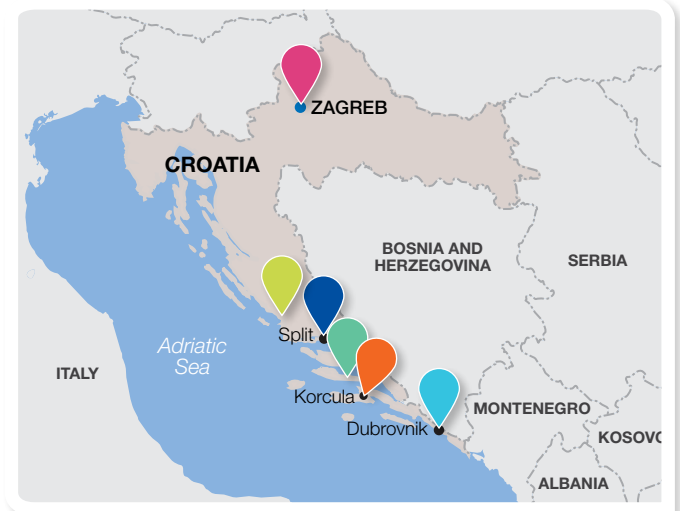 ZAGREB
CROATIA
BOSNIA AND
HERZEGOVINA
SERBIA
Split
Adriatic
Sea
ITALY
Korcula
MONTENEGRO
Dubrovnik
KOSOVO
ALBANIA